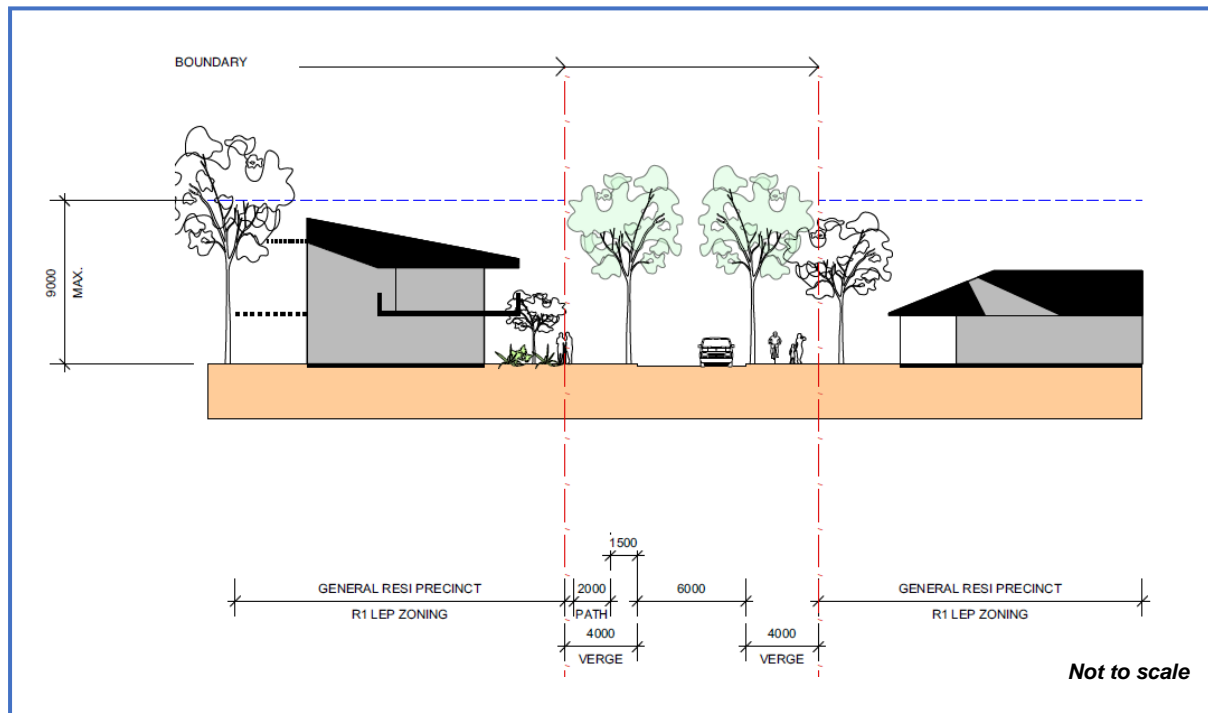 BOUNDARY
9000
MAX.
1500
GENERAL RESI PRECINCT
2000
6000
GENERAL RESI PRECINCT
R1 LEP ZONING
PATH
R1 LEP ZONING
4000
4000
VERGE
VERGE
Not to scale